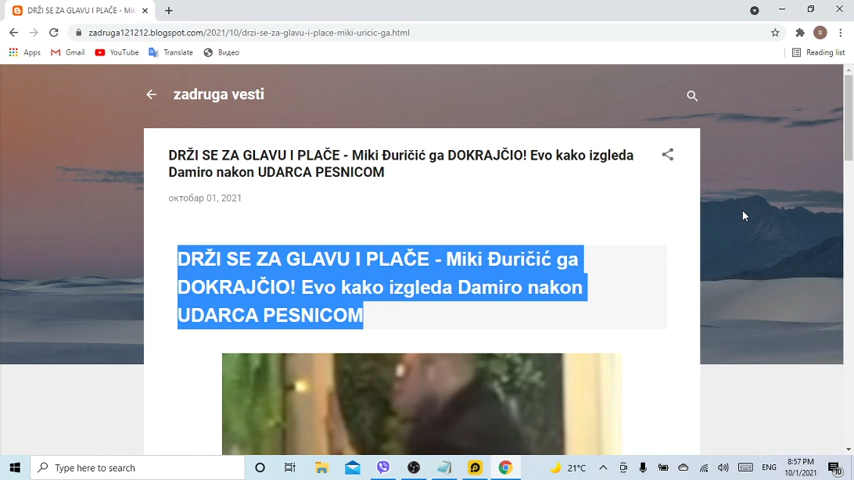 DRŽI SE ZA GLAVU I PLAČE - Mi
zadruga121212.blogspot.com/2021/10/drzi-se-za-glavu-i-place-miki-uricic-ga.html
Apps Gmail YouTube Translate Видео Reading list
zadruga vesti
DRŽI SE ZA GLAVU I PLAČE - Miki Đuričić ga DOKRAJČIO! Evo kako izgleda
Damiro nakon UDARCA PESNICOM
октобар 01, 2021
DRŽI SE ZA GLAVU I PLAČE - Miki Đuričić ga
DOKRAJČIO! Evo kako izgleda Damiro nakon
UDARCA PESNICOM
Type here to search
21°C
ENG
8:57 PM
10/1/2021